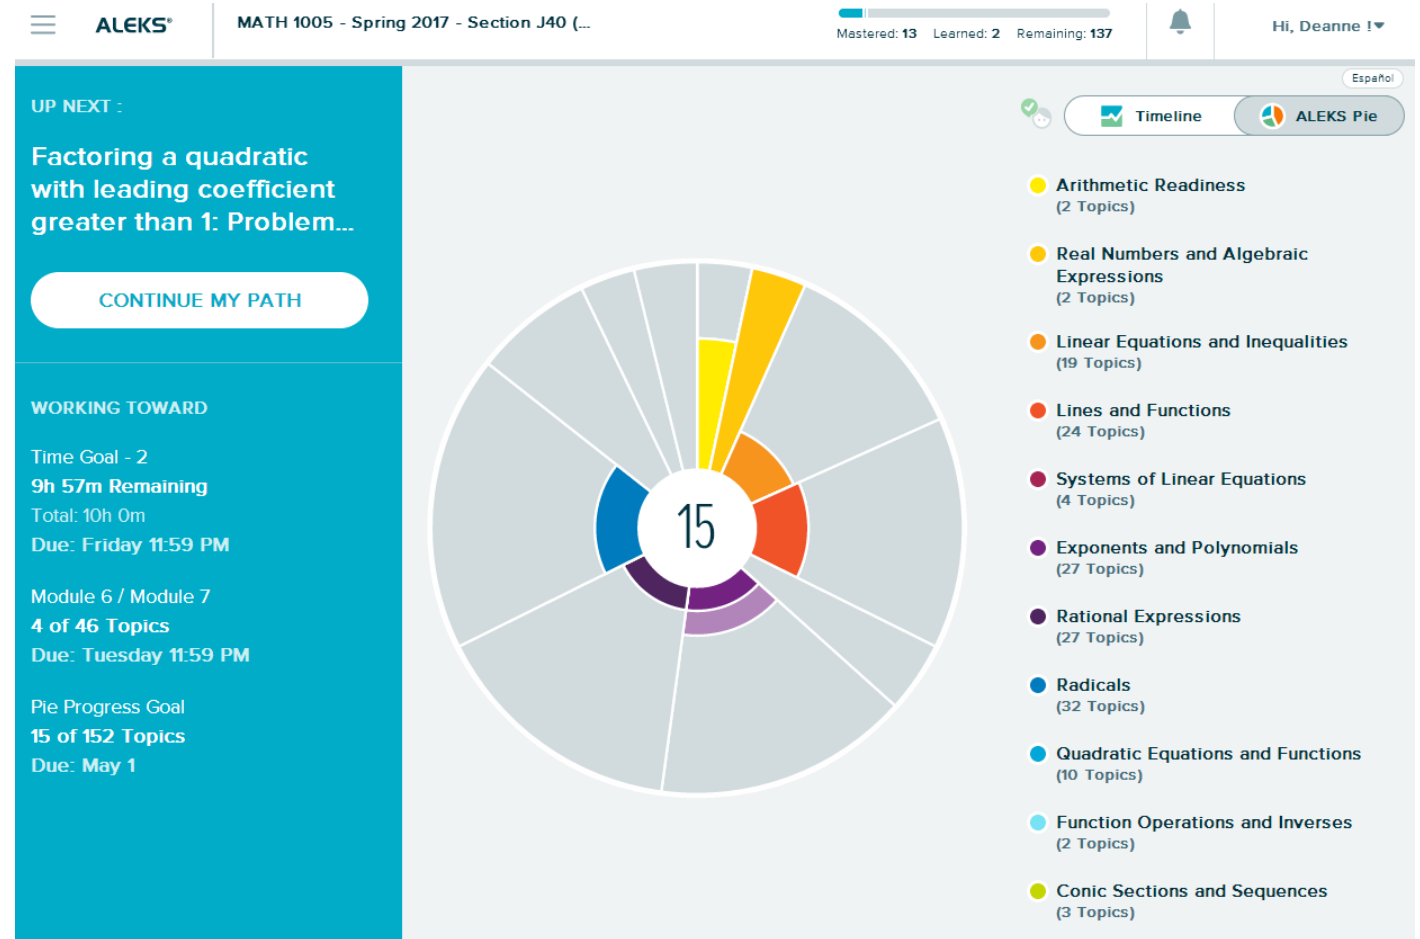 ALEKS®
MATH 1005 - Spring 2017 - Section J40 (...
Mastered: 13 Learned: 2 Remaining: 137
Hi, Deanne !
Español
Timeline
ALEKS Pie
UP NEXT :
Factoring a quadratic
with leading coefficient
greater than 1: Problem...
CONTINUE MY PATH
WORKING TOWARD
Time Goal - 2
9h 57m Remaining
Total: 10h 0m
Due: Friday 11:59 PM
Module 6 / Module 7
4 of 46 Topics
Due: Tuesday 11:59 PM
Pie Progress Goal
15 of 152 Topics
Due: May 1
15
Arithmetic Readiness
(2 Topics)
Real Numbers and Algebraic
Expressions
(2 Topics)
Linear Equations and Inequalities
(19 Topics)
Lines and Functions
(24 Topics)
Systems of Linear Equations
(4 Topics)
Exponents and Polynomials
(27 Topics)
Rational Expressions
(27 Topics)
Radicals
(32 Topics)
Quadratic Equations and Functions
(10 Topics)
Function Operations and Inverses
(2 Topics)
Conic Sections and Sequences
(3 Topics)